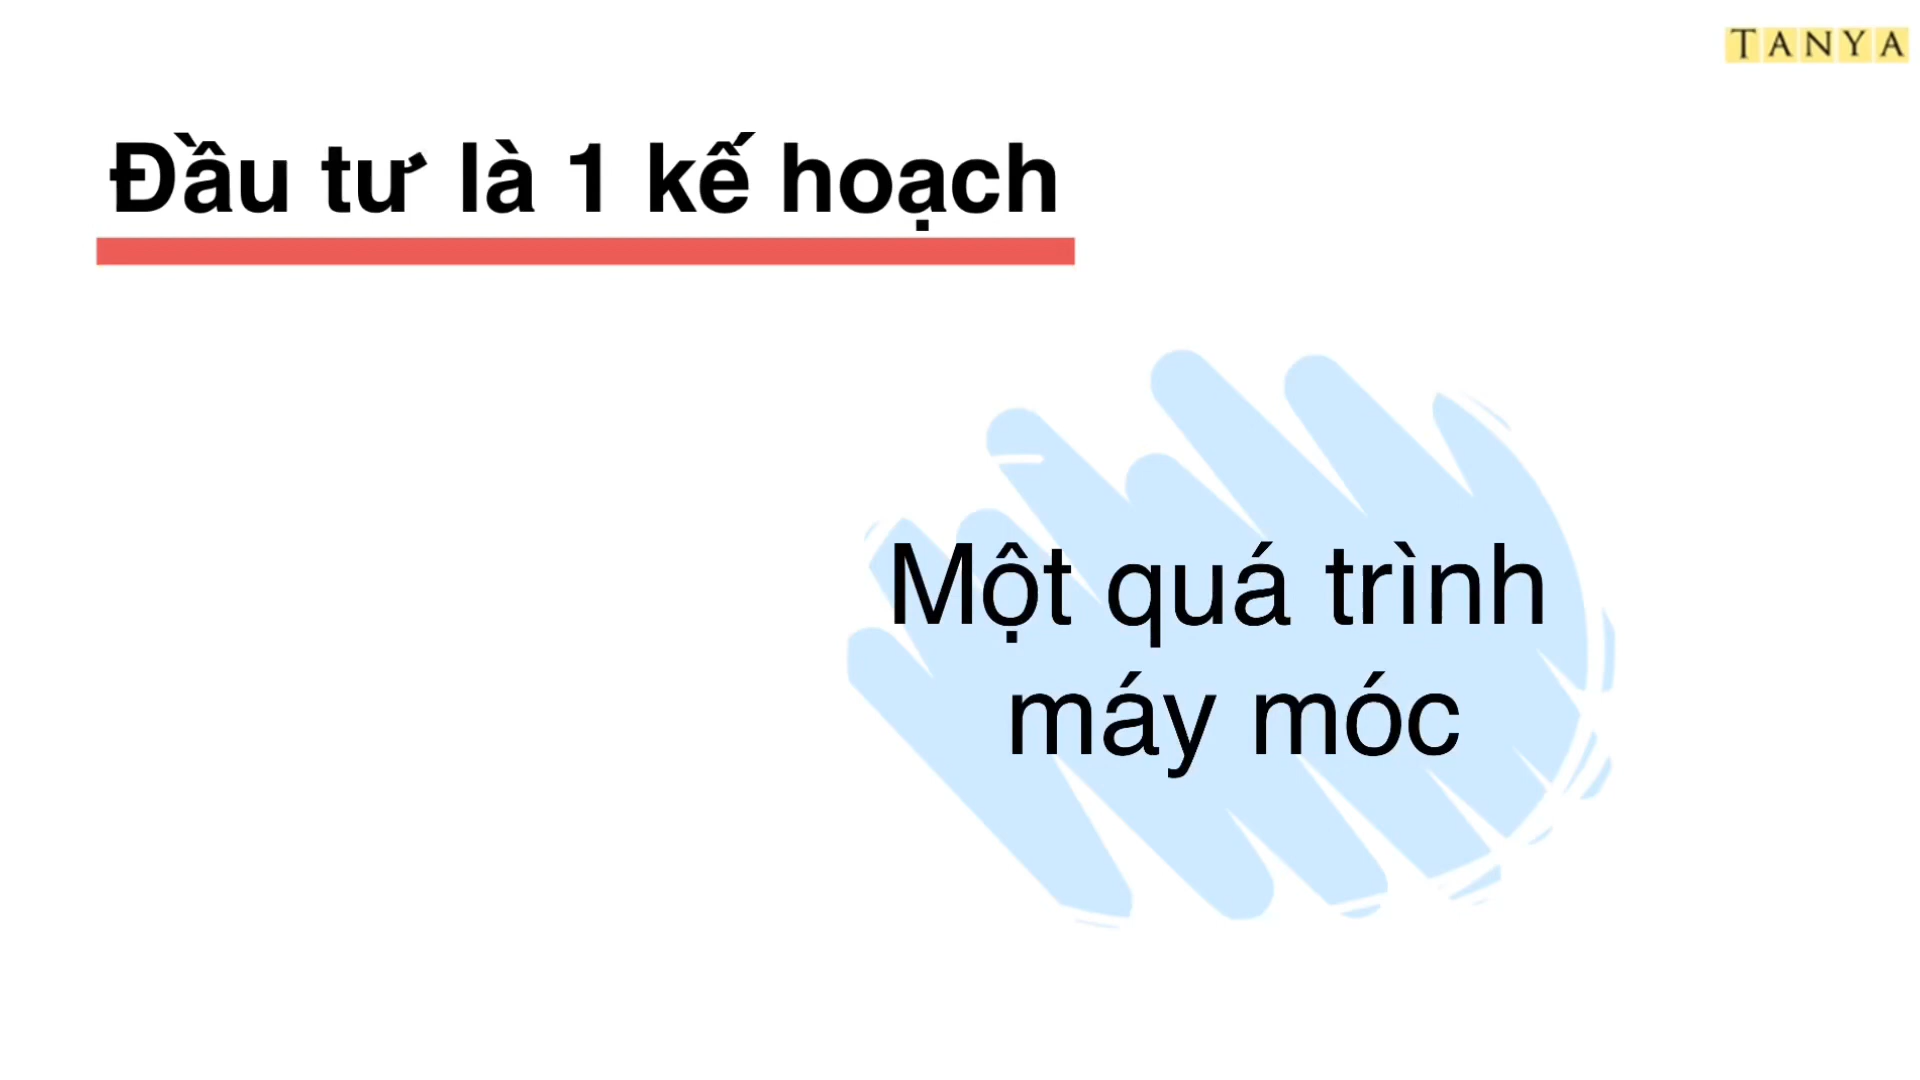 TANYA
Đầu tư là 1 kế hoạch
Một quá trình
máy móc